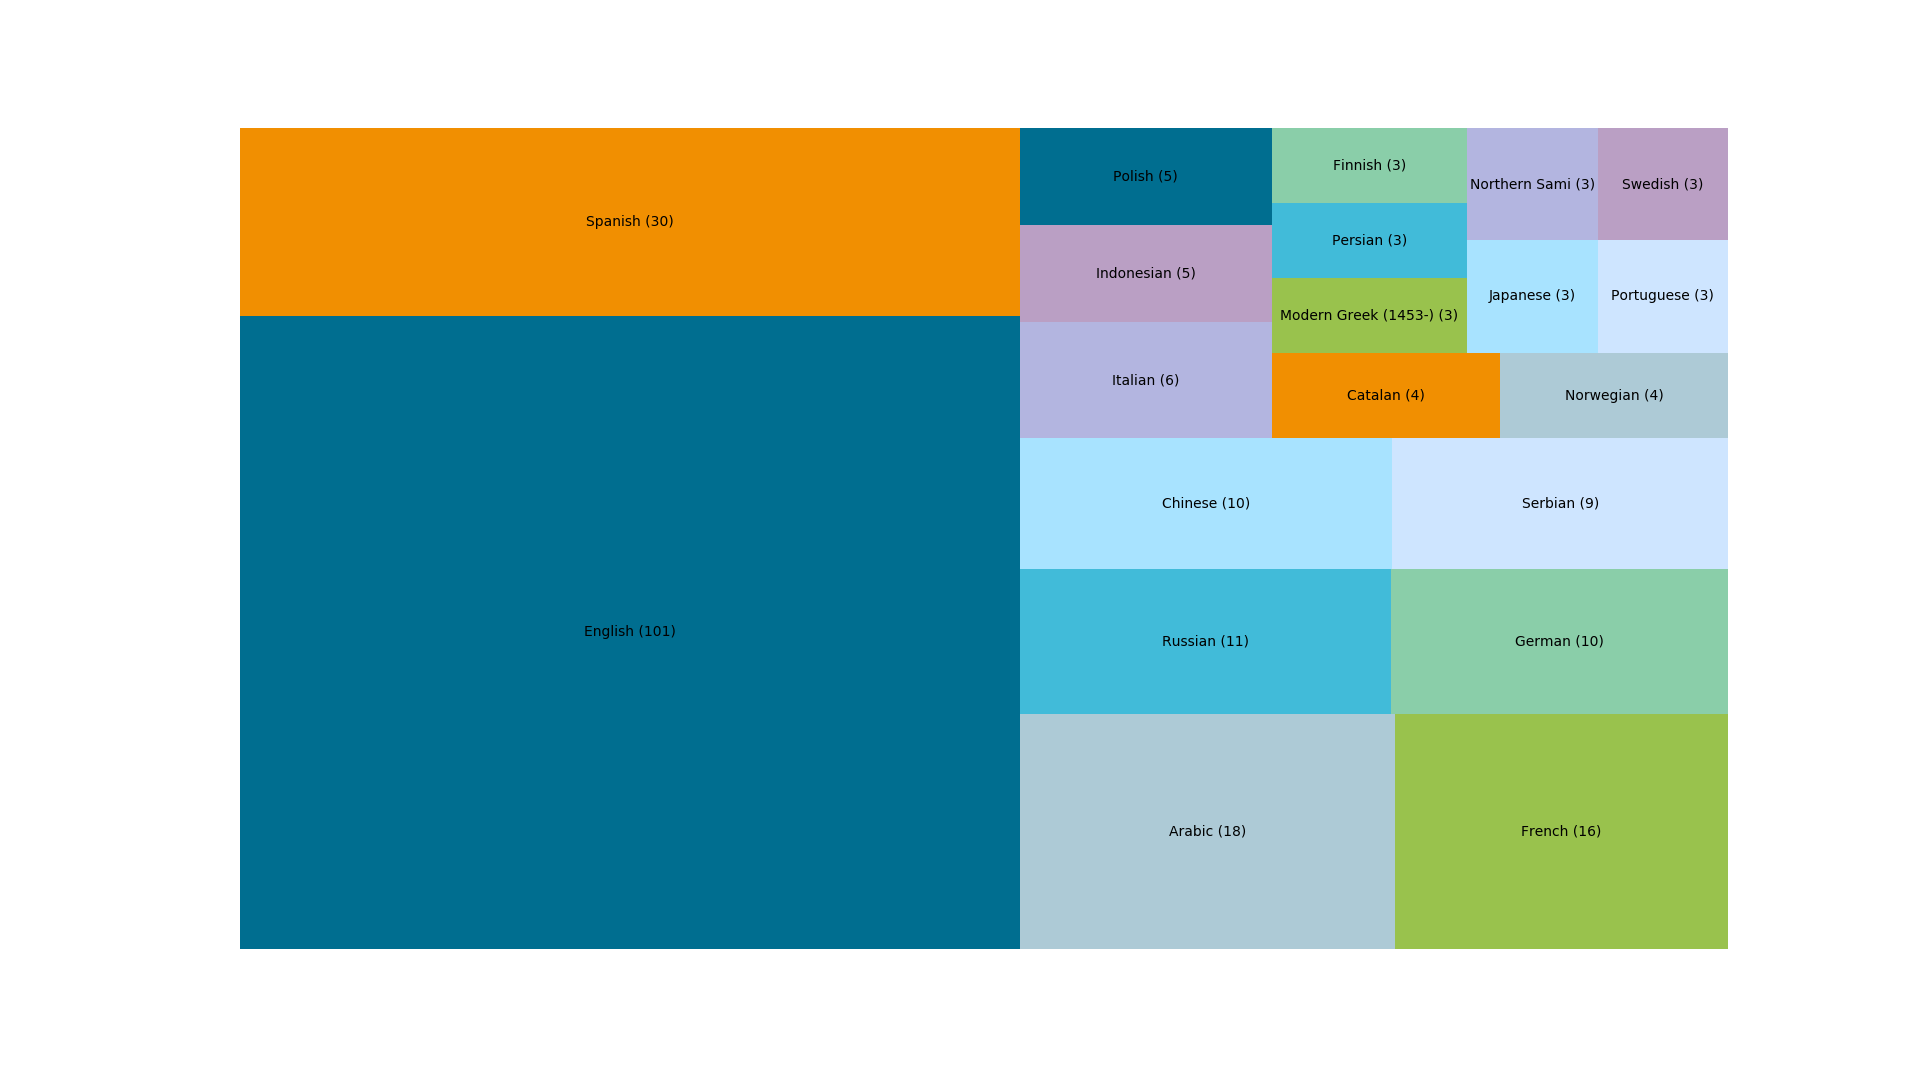 Spanish (30)
English (101)
Polish (5)
Indonesian (5)
Italian (6)
Finnish (3)
Persian (3)
Modern Greek (1453-) (3)
Northern Sami (3)
Swedish (3)
Japanese (3)
Portuguese (3)
Catalan (4)
Norwegian (4)
Chinese (10)
Serbian (9)
Russian (11)
German (10)
Arabic (18)
French (16)